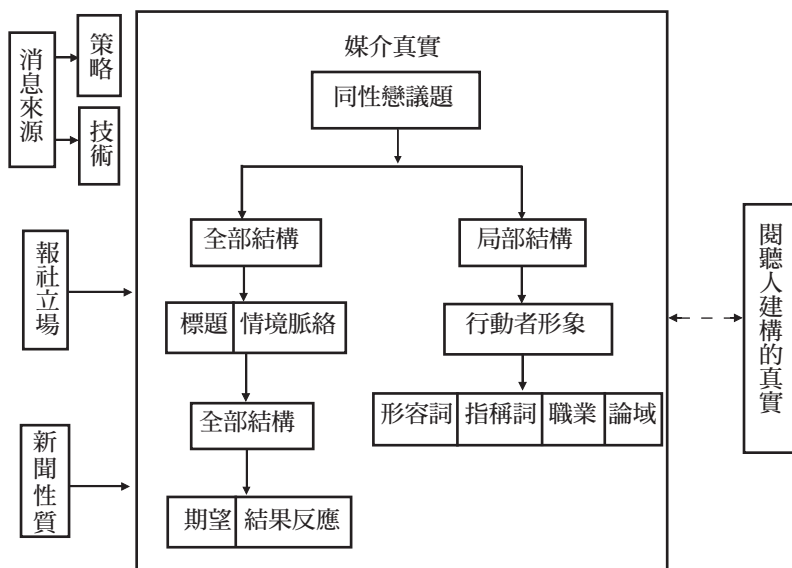 消息來源
策略
技術
報社立場
新聞性質
媒介真實
同性戀議題
全部結構
局部結構
標題
情境脈絡
行動者形象
全部結構
形容詞
指稱詞
職業
論域
期望
結果反應
閱聽人建構的真實